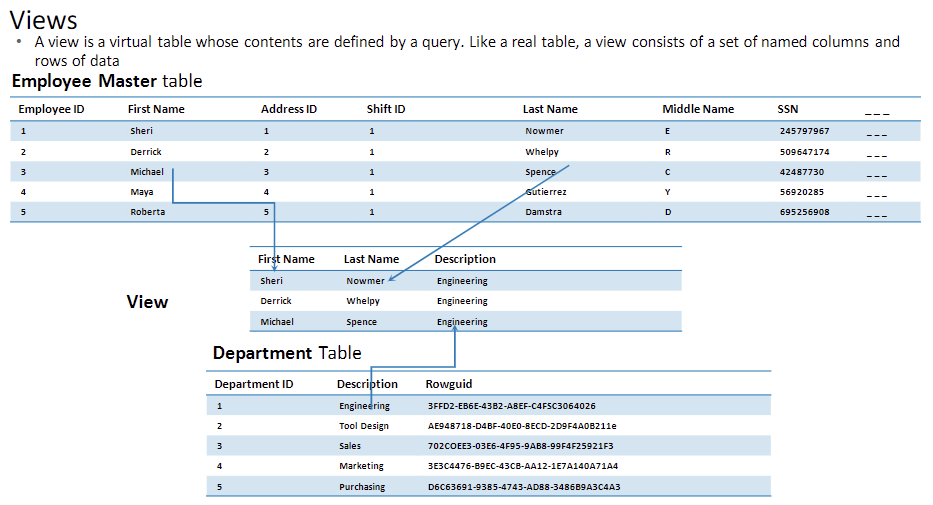 Views
• A view is a virtual table whose contents are defined by a query. Like a real table, a view consists of a set of named columns and
rows of data
Employee Master table
Employee ID First Name Address ID Shift ID Last Name Middle Name SSN _ _ _
1 Sheri 1 1 Nowmer E 245797967 _ _ _
2 Derrick 2 1 Whelpy R 509647174 _ _ _
3 Michael 3 1 Spence C 42487730 _ _ _
4 Maya 4 1 Gutierrez Y 56920285 _ _ _
5 Roberta 5 1 Damstra D 695256908 _ _ _
First Name Last Name Description
Sheri Nowmer Engineering
View
Derrick Whelpy Engineering
Michael Spence Engineering
Department Table
Department ID Description Rowguid
1 Engineering 3FFD2-EB6E-43B2-A8EF-C4FSC3064026
2 Tool Design AE948718-D4BF-40E0-8ECD-2D9F4A0B211e
3 Sales 702COEE3-03E6-4F95-9AB8-99F4F25921F3
4 Marketing 3E3C4476-B9EC-43CB-AA12-1E7A140A71A4
5 Purchasing D6C63691-9385-4743-AD88-3486B9A3C4A3